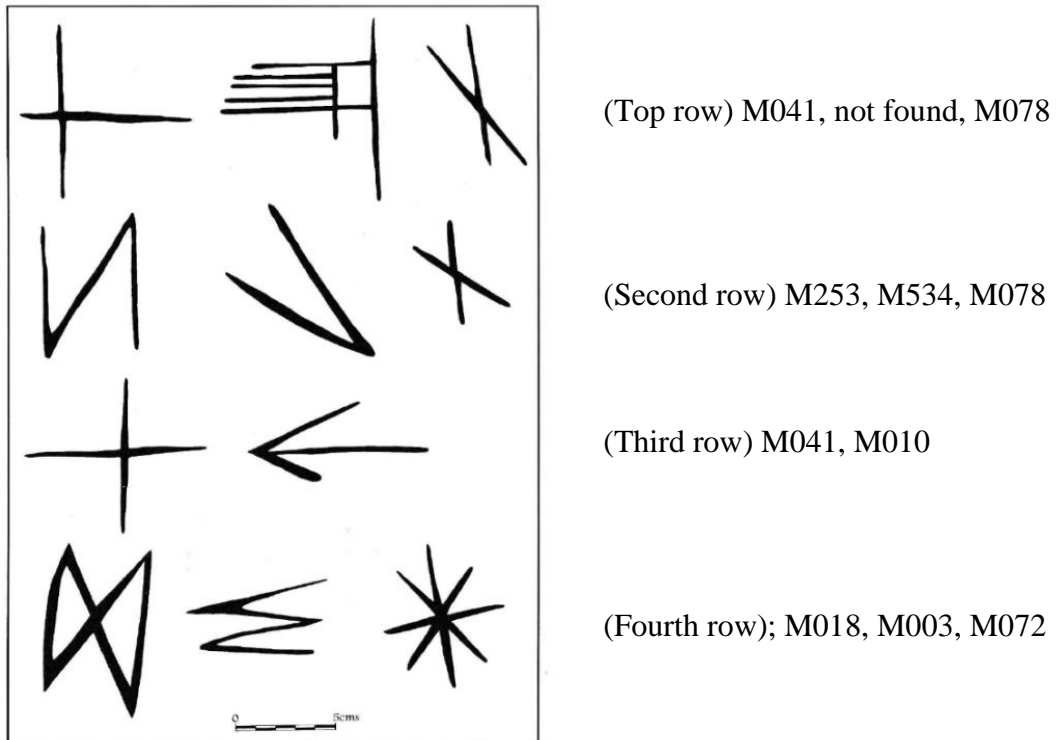 (Top row) M041, not found, M078
(Second row) M253, M534, M078
(Third row) M041, M010
(Fourth row); M018, M003, M072
0 5cms